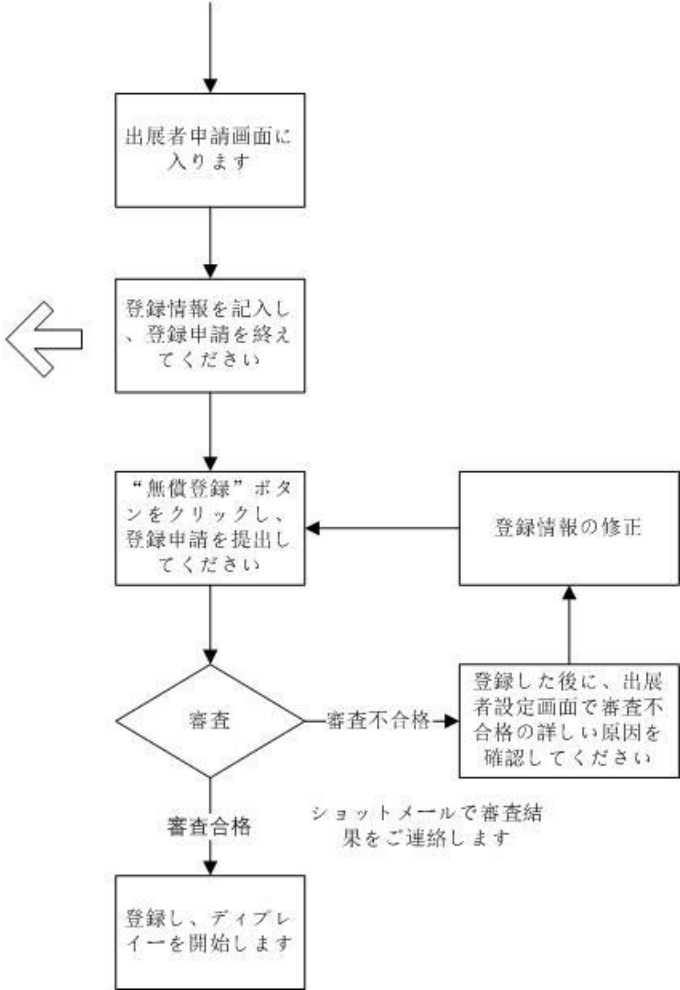 出展者申請画面に
入ります
登録情報を記入し
、登録申請を終え
てください
“無償登録”ボタ
ンをクリックし、
登録申請を提出し
てください
登録情報の修正
審査
審査不合格
登録した後に、出展
者設定画面で審査不
合格の詳しい原因を
確認してください
審査合格
ショットメールで審査結
果をご連絡します
登録し、ディプレ
イーを開始します